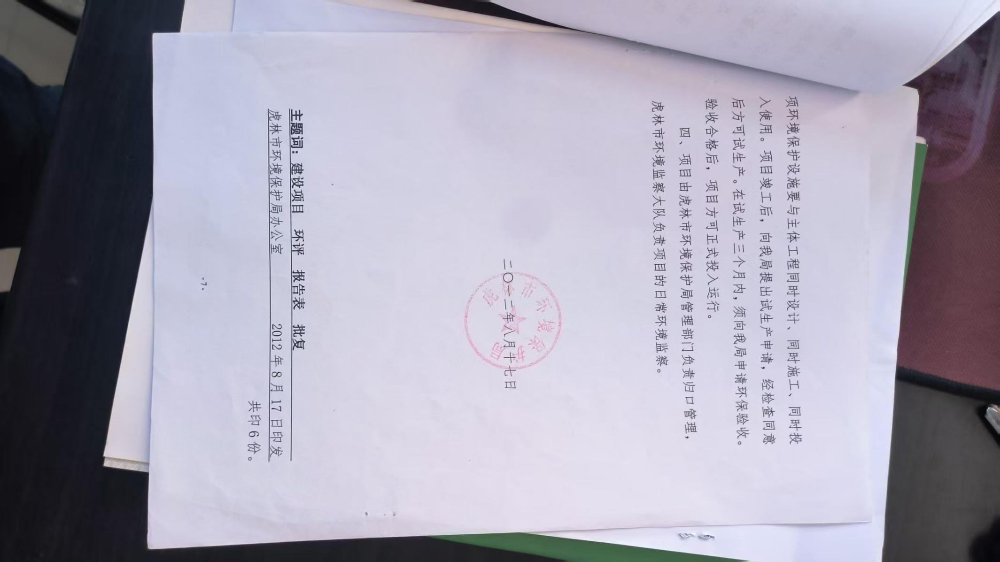 项环境保护设施要与主体工程同时设计、同时施工、同时投
入使用。项目竣工后，向我局提出试生产申请，经检查同意
后方可试生产。在试生产三个月内，须向我局申请环保验收。
验收合格后，项目方可正式投入运行。
四、项目由虎林市环境保护局管理部门负责归口管理，
虎林市环境监察大队负责项目的日常环境监察。
虎林市环境保护局
二〇一二年八月十七日
主题词：建设项目 环评 报告表 批复
虎林市环境保护局办公室 2012年8月17日印发
共印6份。
-7-